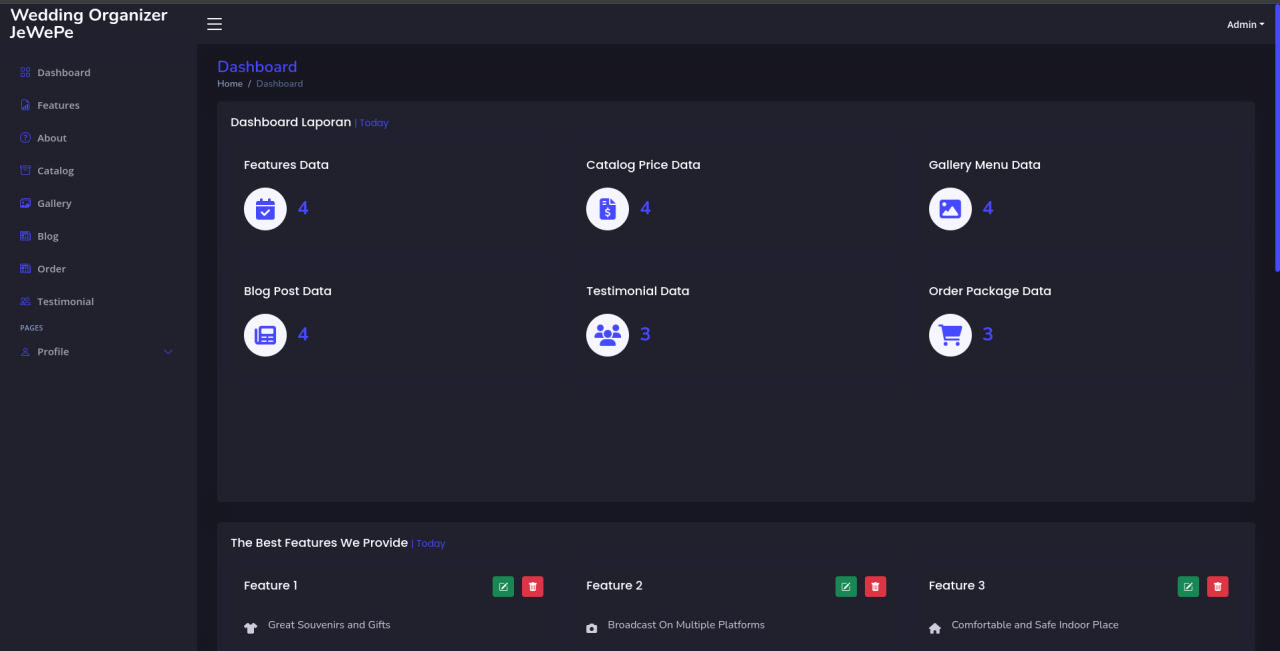 Wedding Organizer
JeWePe
Admin
Dashboard
Features
About
Catalog
Gallery
Blog
Order
Testimonial
PAGES
Profile
Dashboard
Home / Dashboard
Dashboard Laporan | Today
Features Data
4
Catalog Price Data
4
Gallery Menu Data
4
Blog Post Data
4
Testimonial Data
3
Order Package Data
3
The Best Features We Provide | Today
Feature 1
Great Souvenirs and Gifts
Feature 2
Broadcast On Multiple Platforms
Feature 3
Comfortable and Safe Indoor Place